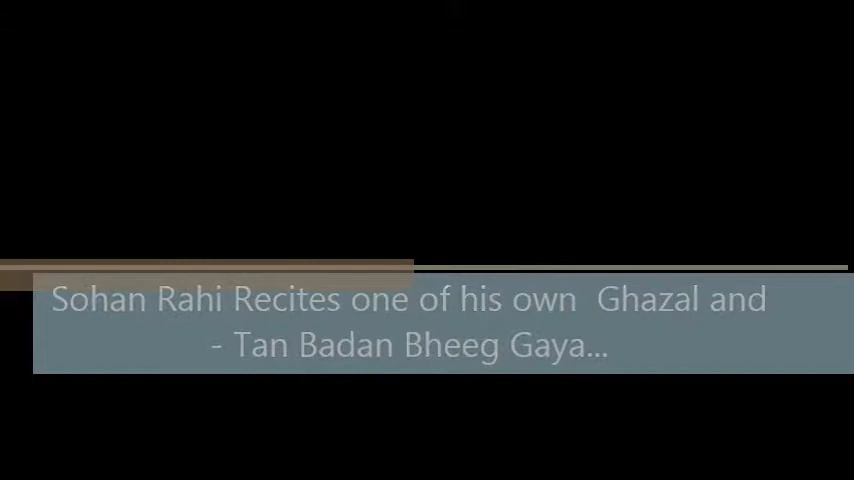 Sohan Rahi Recites one of his own  Ghazal and
- Tan Badan Bheeg Gaya...